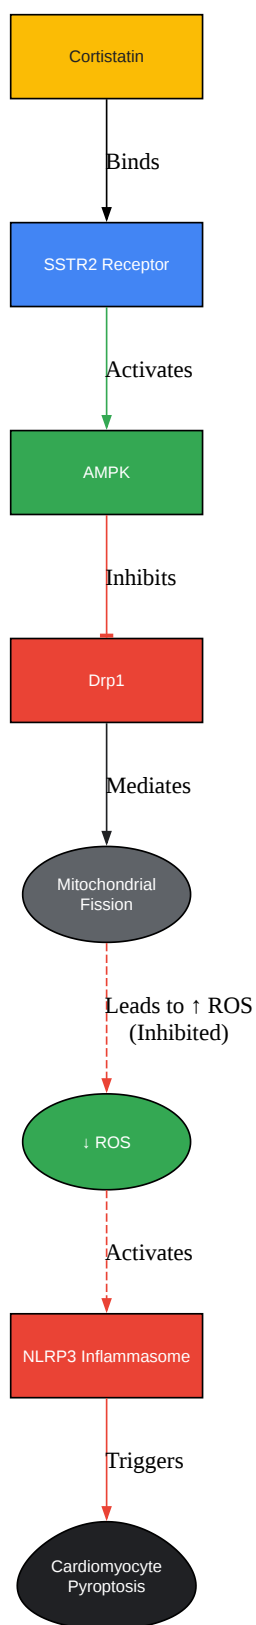 Cortistatin
Binds
SSTR2 Receptor
Activates
AMPK
Inhibits
Drp1
Mediates
Mitochondrial
Fission
Leads to ↑ ROS
(Inhibited)
↓ ROS
Activates
NLRP3 Inflammasome
Triggers
Cardiomyocyte
Pyroptosis